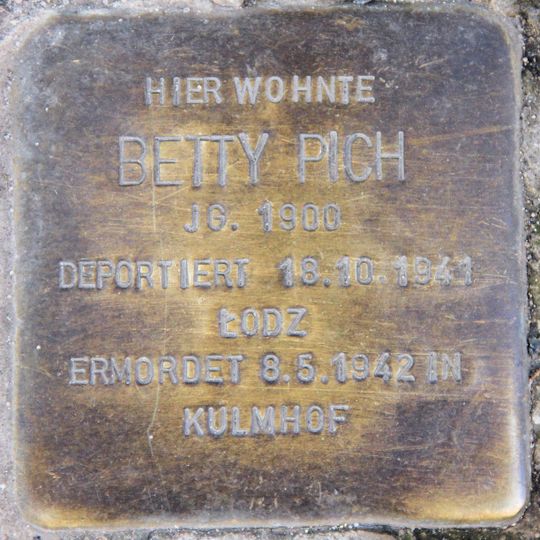 HIER WOHNTE
BETTY PICH
JG. 1900
DEPORTIERT 18.10.1941
ŁODZ
ERMORDET 8.5.1942 IN
KULMHOF